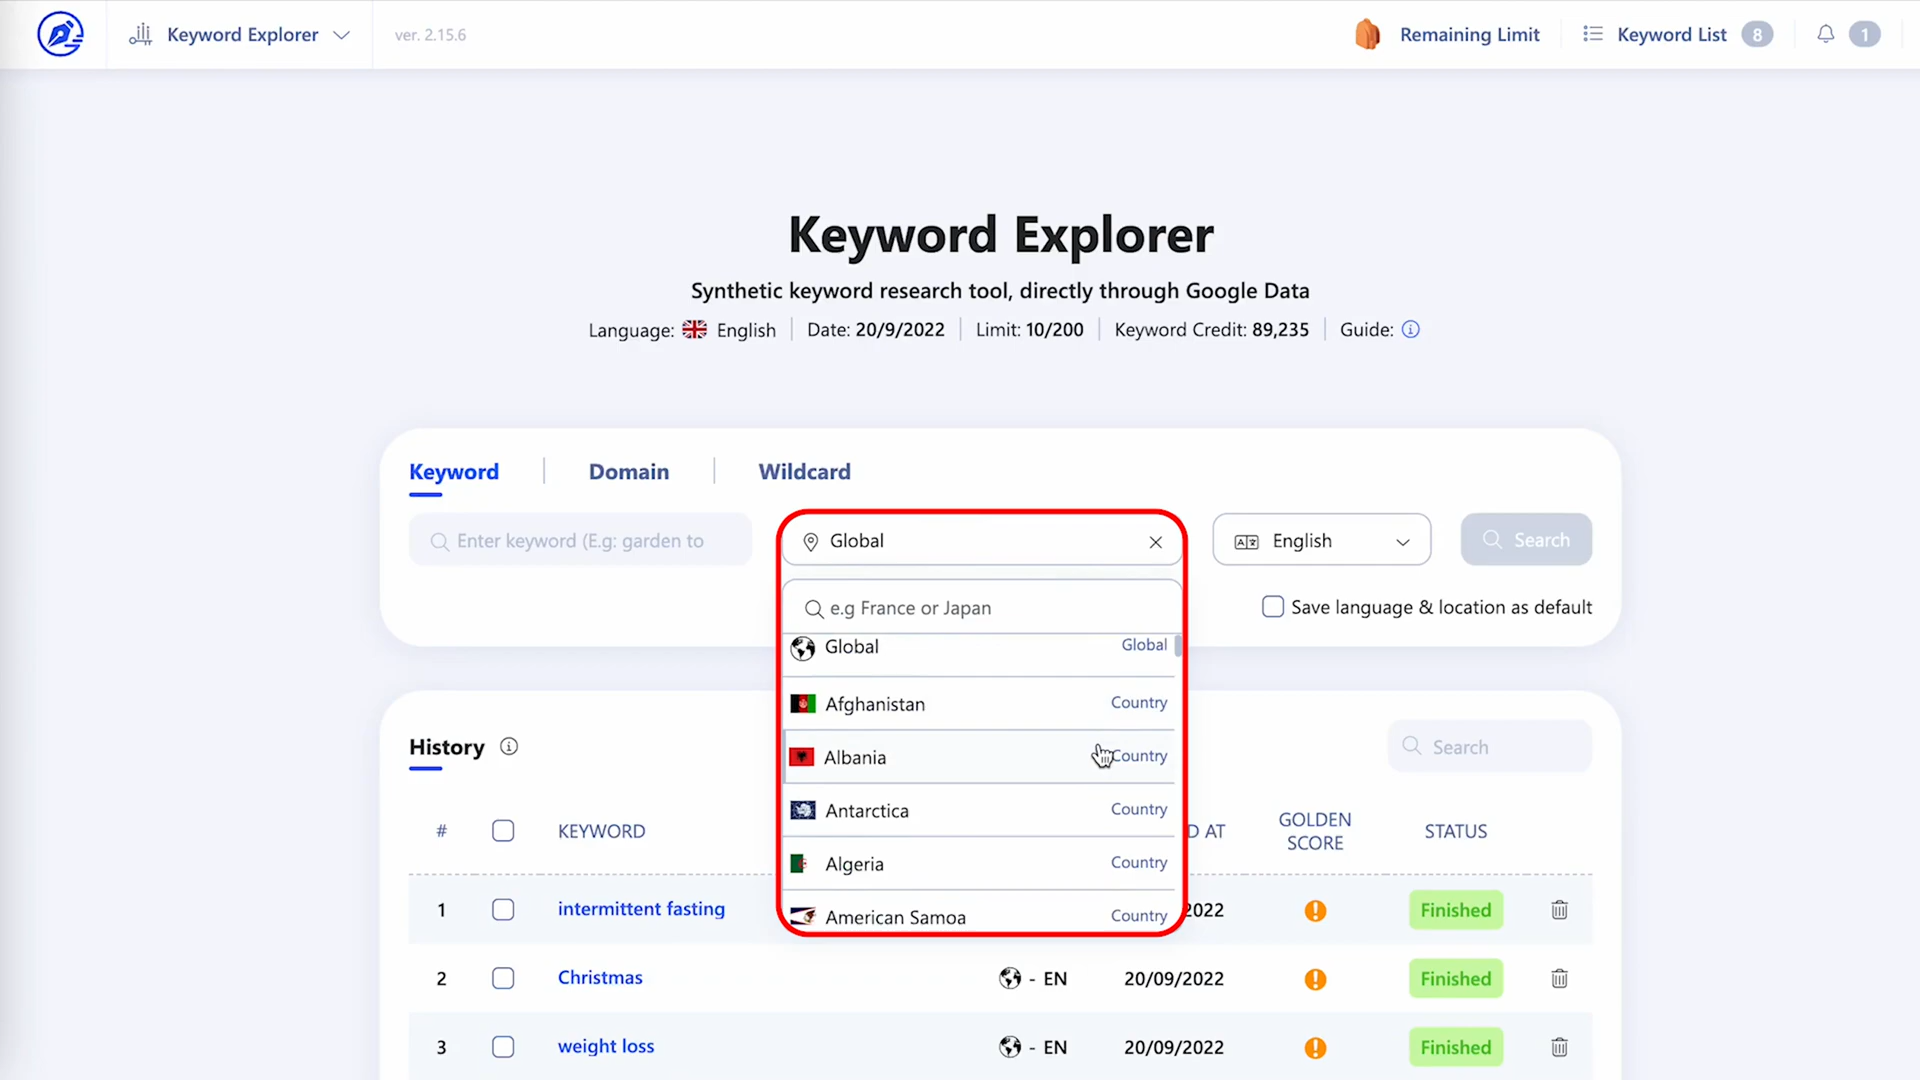 Keyword Explorer
ver. 2.15.6
Remaining Limit
Keyword List
8
1
Keyword Explorer
Synthetic keyword research tool, directly through Google Data
Language: English
Date: 20/9/2022
Limit: 10/200
Keyword Credit: 89,235
Guide:
Keyword
Domain
Wildcard
Enter keyword (E.g: garden to
Global
English
Search
e.g France or Japan
Save language & location as default
Global Global
Afghanistan Country
Albania Country
Antarctica Country
Algeria Country
American Samoa Country
History
Search
# KEYWORD D AT GOLDEN SCORE STATUS
1 intermittent fasting 2022 Finished
2 Christmas - EN 20/09/2022 Finished
3 weight loss - EN 20/09/2022 Finished